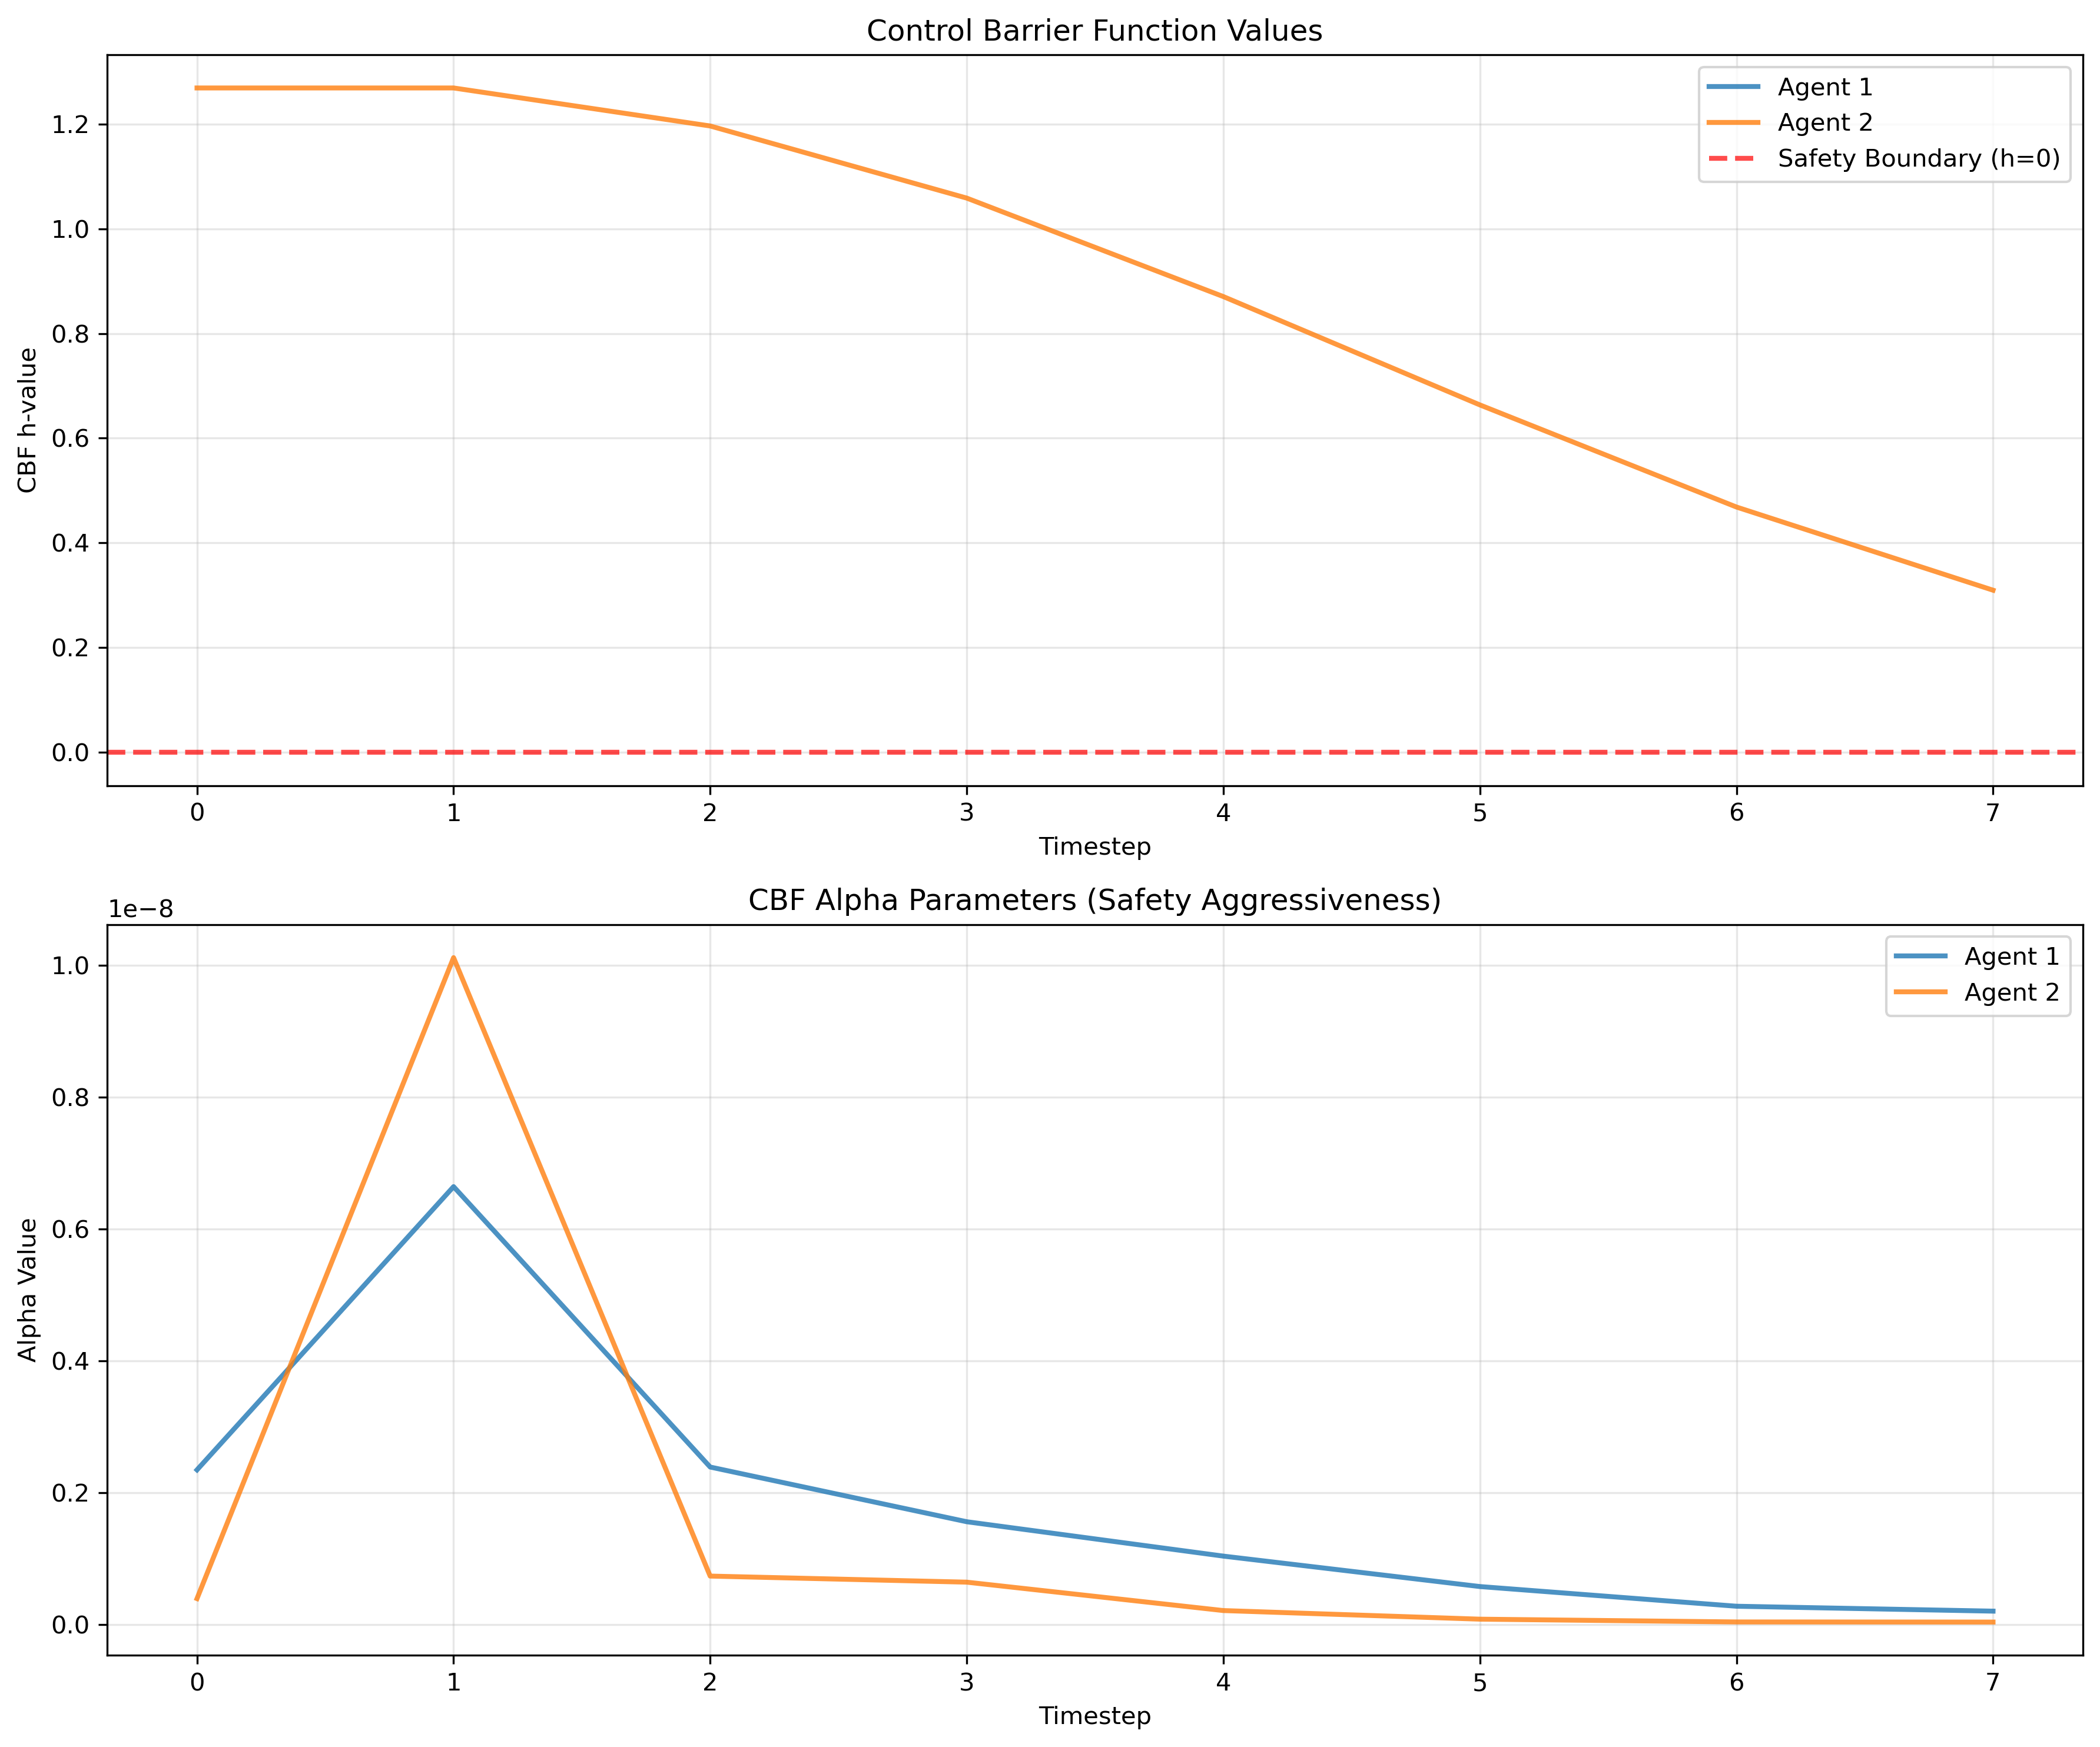 Control Barrier Function Values
Agent 1
Agent 2
Safety Boundary (h=0)
CBF h-value
1.2
1.0
0.8
0.6
0.4
0.2
0.0
0 1 2 3 4 5 6 7
Timestep
CBF Alpha Parameters (Safety Aggressiveness)
1e−8
Agent 1
Agent 2
Alpha Value
1.0
0.8
0.6
0.4
0.2
0.0
0 1 2 3 4 5 6 7
Timestep